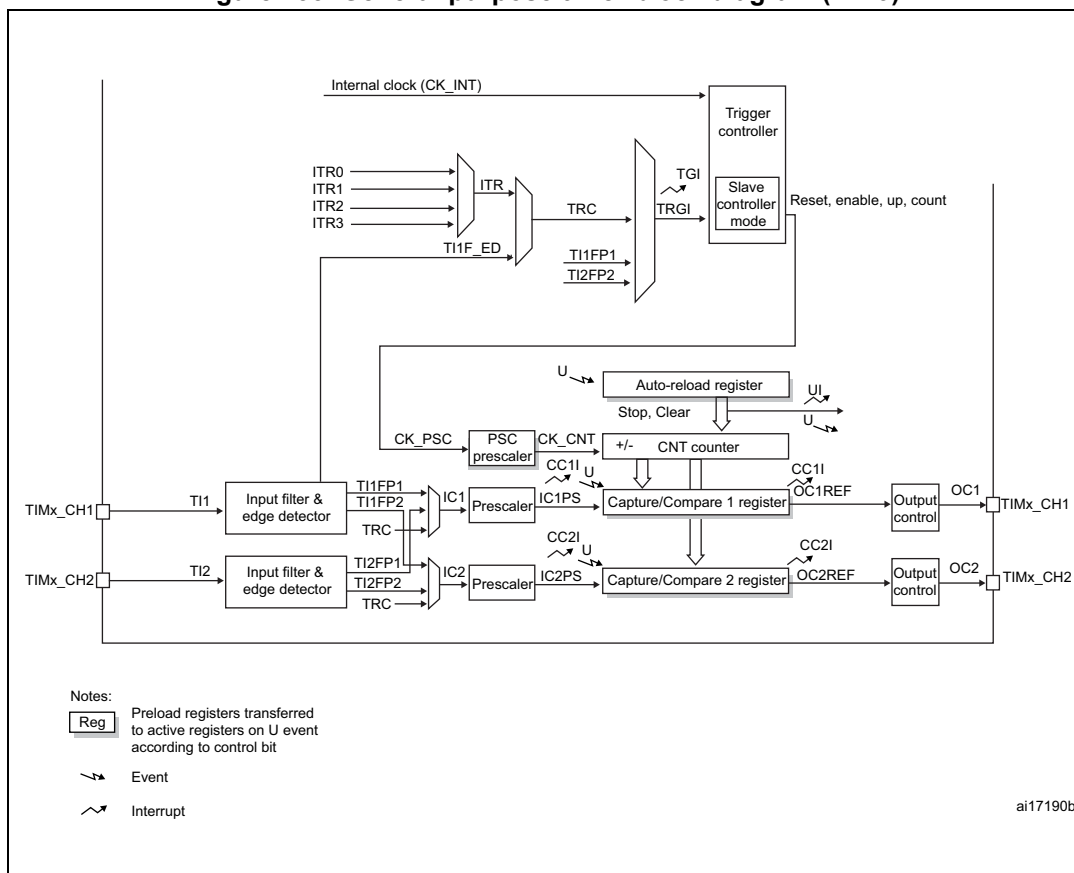 Internal clock (CK_INT)
Trigger
controller
TGI
ITR0
ITR1
ITR2
ITR3
ITR
TRC
TRGI
Slave
controller
mode
Reset, enable, up, count
TI1F_ED
TI1FP1
TI2FP2
U
Auto-reload register
UI
Stop, Clear
U
CK_PSC
PSC
prescaler
CK_CNT
+/-
CNT counter
CC1I
U
CC1I
TIMx_CH1
TI1
Input filter &
edge detector
TI1FP1
TI1FP2
TRC
IC1
Prescaler
IC1PS
Capture/Compare 1 register
OC1REF
Output
control
OC1
TIMx_CH1
CC2I
U
CC2I
TIMx_CH2
TI2
Input filter &
edge detector
TI2FP1
TI2FP2
TRC
IC2
Prescaler
IC2PS
Capture/Compare 2 register
OC2REF
Output
control
OC2
TIMx_CH2
Notes:
Reg
Preload registers transferred
to active registers on U event
according to control bit
Event
Interrupt
ai17190b